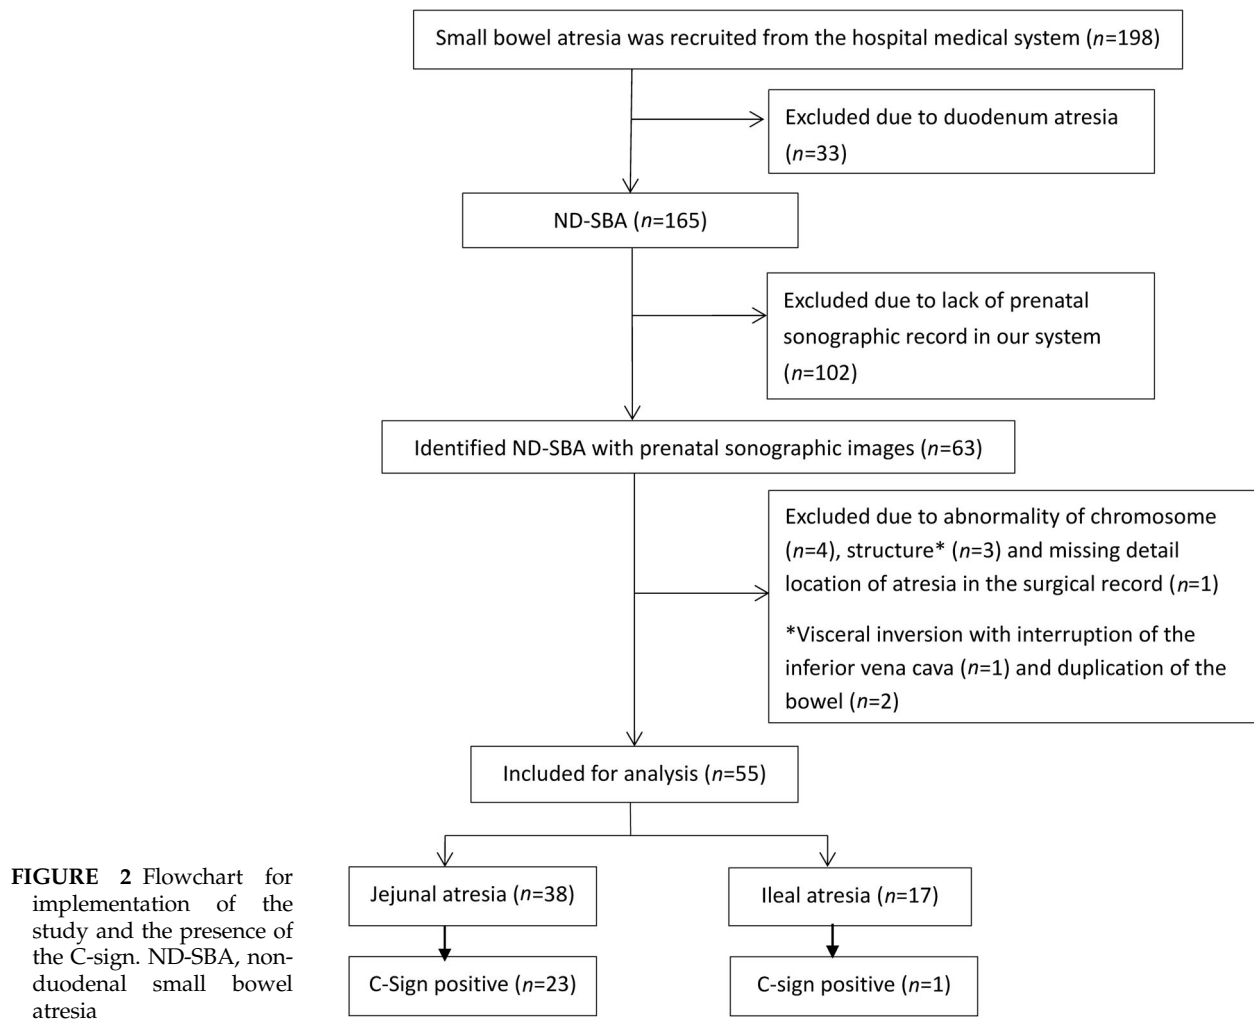 Small bowel atresia was recruited from the hospital medical system (n=198)
Excluded due to duodenum atresia
(n=33)
ND-SBA (n=165)
Excluded due to lack of prenatal
sonographic record in our system
(n=102)
Identified ND-SBA with prenatal sonographic images (n=63)
Excluded due to abnormality of chromosome
(n=4), structure* (n=3) and missing detail
location of atresia in the surgical record (n=1)
*Visceral inversion with interruption of the
inferior vena cava (n=1) and duplication of the
bowel (n=2)
Included for analysis (n=55)
Jejunal atresia (n=38)
Ileal atresia (n=17)
C-Sign positive (n=23)
C-sign positive (n=1)
FIGURE 2 Flowchart for
implementation of the
study and the presence of
the C-sign. ND-SBA, non-
duodenal small bowel
atresia